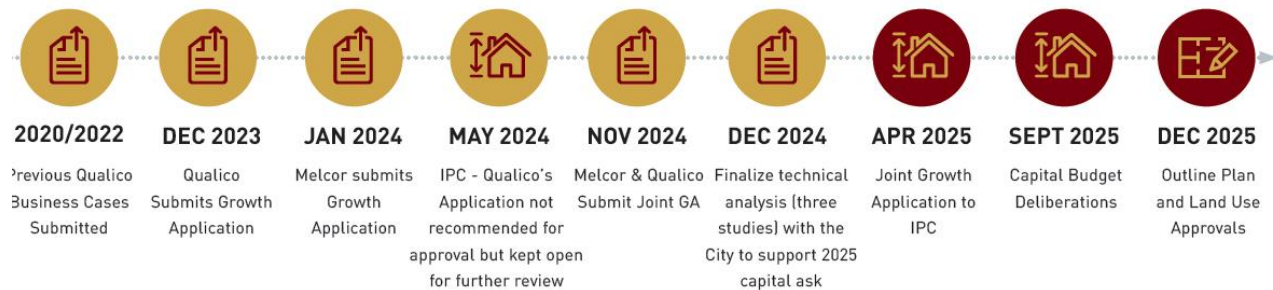 2020/2022
Previous Qualico
Business Cases
Submitted
DEC 2023
Qualico
Submits Growth
Application
JAN 2024
Melcor submits
Growth
Application
MAY 2024
IPC - Qualico's
Application not
recommended for
approval but kept open
for further review
NOV 2024
Melcor & Qualico
Submit Joint GA
DEC 2024
Finalize technical
analysis (three
studies) with the
City to support 2025
capital ask
APR 2025
Joint Growth
Application to
IPC
SEPT 2025
Capital Budget
Deliberations
DEC 2025
Outline Plan
and Land Use
Approvals